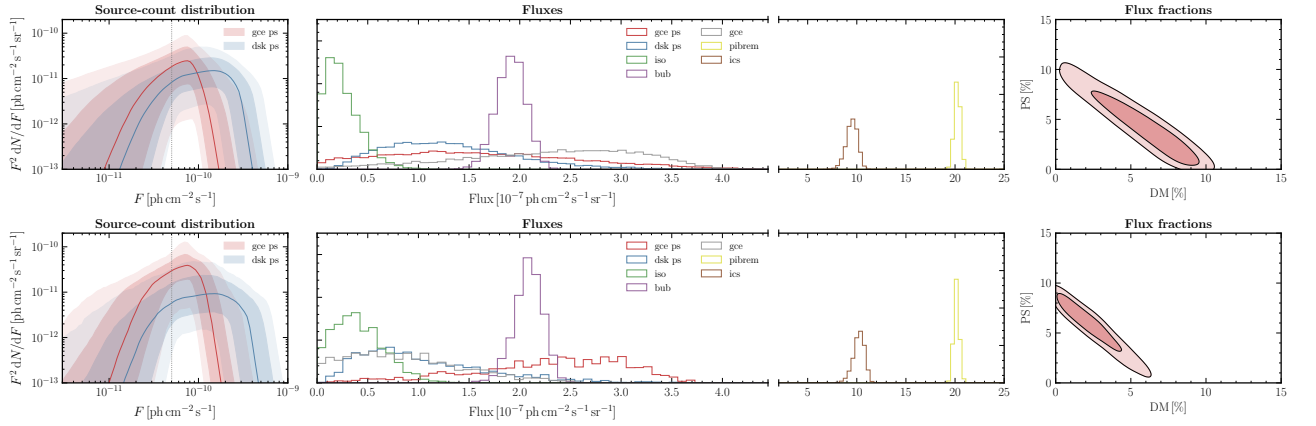 Source-count distribution
F² dN/dF [ph cm⁻² s⁻¹ sr⁻¹]
10⁻¹⁰
10⁻¹¹
10⁻¹²
10⁻¹³
gce ps
dsk ps
10⁻¹¹ 10⁻¹⁰ 10⁻⁹
F [ph cm⁻² s⁻¹]
Fluxes
gce ps
dsk ps
iso
bub
gce
pibrem
ics
0.0 0.5 1.0 1.5 2.0 2.5 3.0 3.5 4.0 5 10 15 20 25
Flux [10⁻⁷ ph cm⁻² s⁻¹ sr⁻¹]
Flux fractions
PS [%]
15
10
5
0
0 5 10 15
DM [%]
Source-count distribution
F² dN/dF [ph cm⁻² s⁻¹ sr⁻¹]
10⁻¹⁰
10⁻¹¹
10⁻¹²
10⁻¹³
gce ps
dsk ps
10⁻¹¹ 10⁻¹⁰ 10⁻⁹
F [ph cm⁻² s⁻¹]
Fluxes
gce ps
dsk ps
iso
bub
gce
pibrem
ics
0.0 0.5 1.0 1.5 2.0 2.5 3.0 3.5 4.0 5 10 15 20 25
Flux [10⁻⁷ ph cm⁻² s⁻¹ sr⁻¹]
Flux fractions
PS [%]
15
10
5
0
0 5 10 15
DM [%]